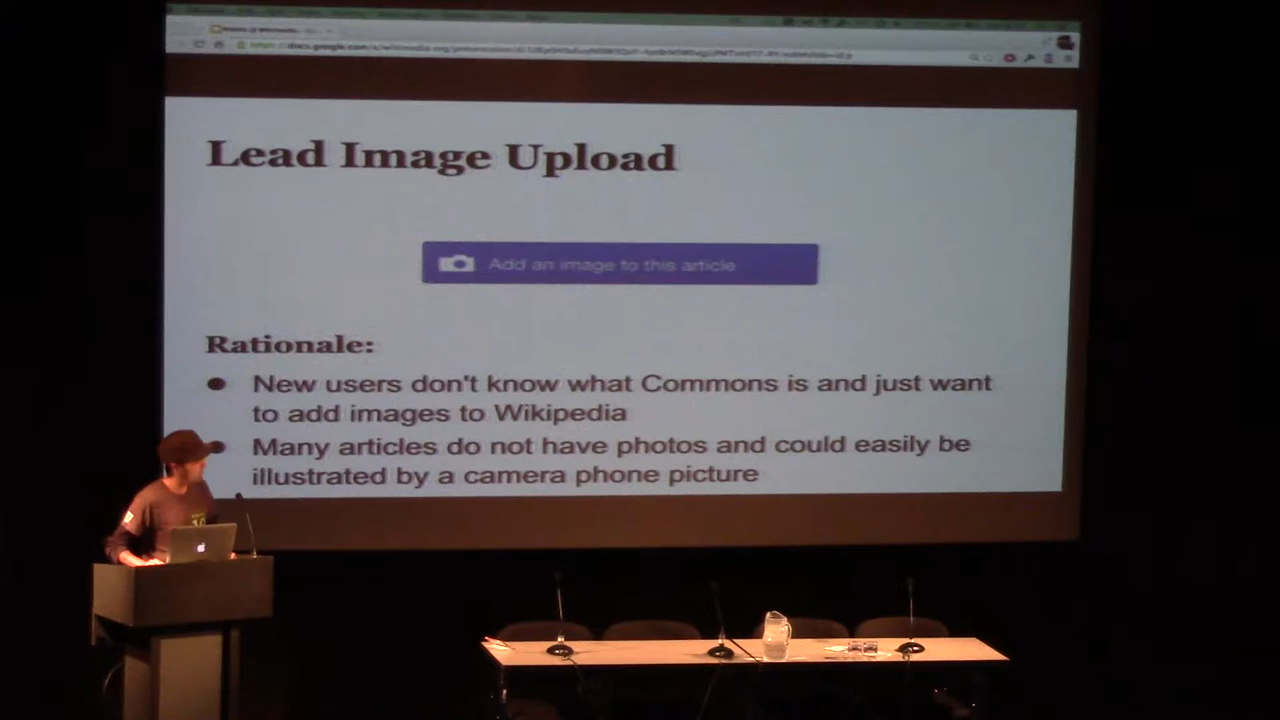 Lead Image Upload
Add an image to this article
Rationale:
New users don't know what Commons is and just want
to add images to Wikipedia
Many articles do not have photos and could easily be
illustrated by a camera phone picture